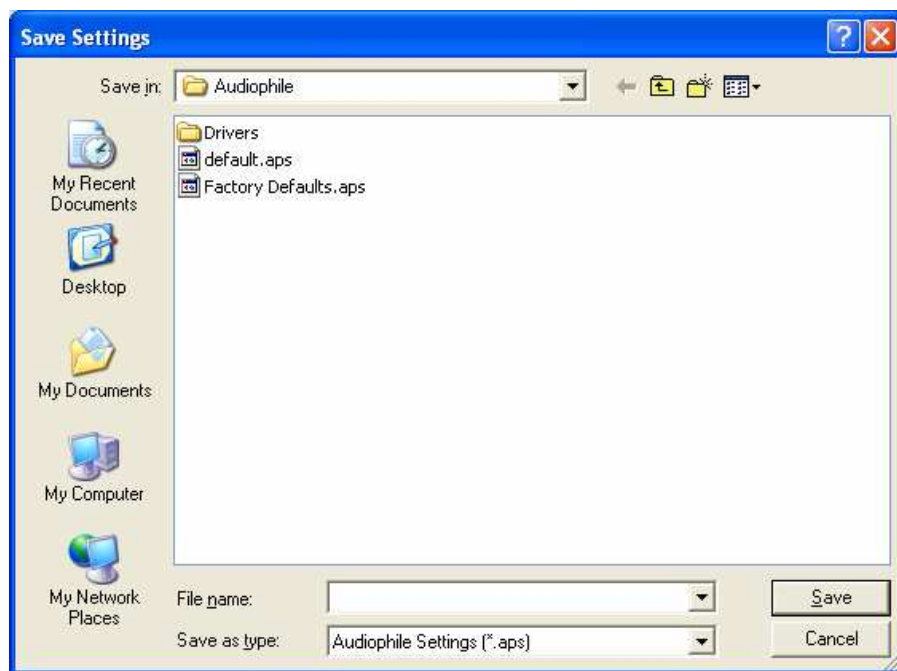 Save Settings
Save in:
Audiophile
Drivers
default.aps
Factory Defaults.aps
My Recent
Documents
Desktop
My Documents
My Computer
My Network
Places
File name:
Save
Save as type:
Audiophile Settings (*.aps)
Cancel